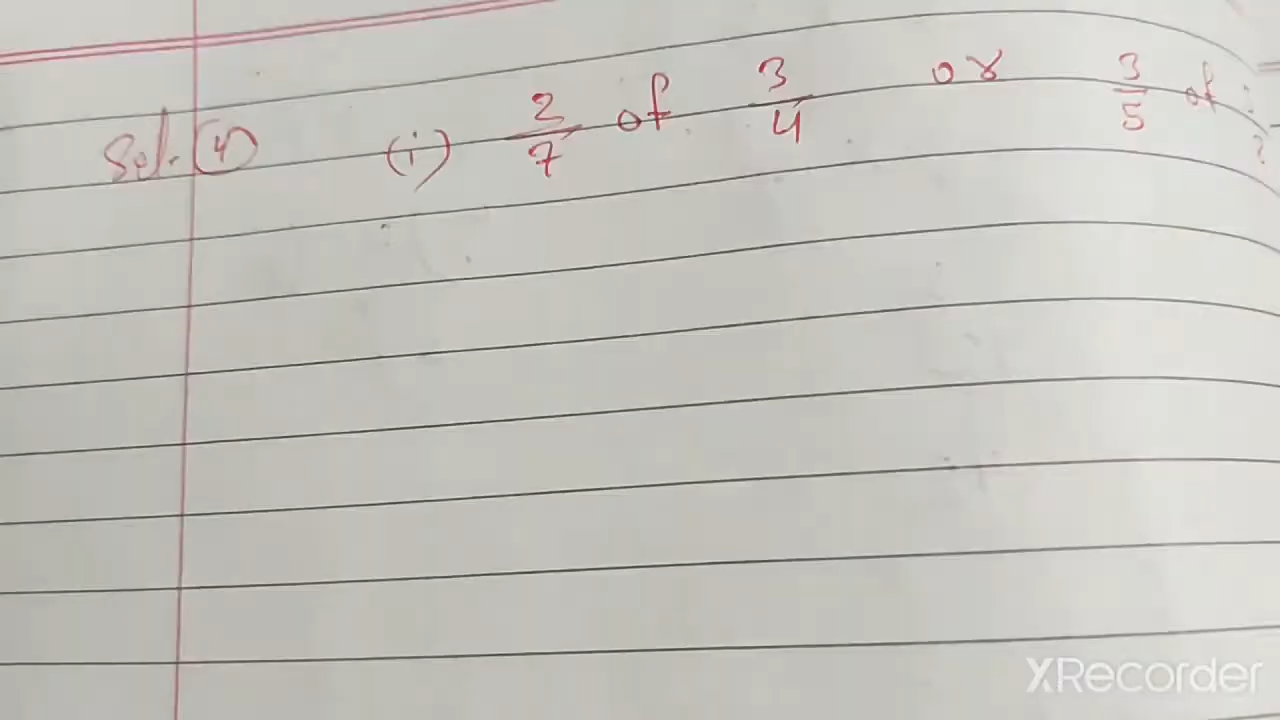 Sol. (4) (i) 2/7 of 3/4 or 3/5 of
XRecorder